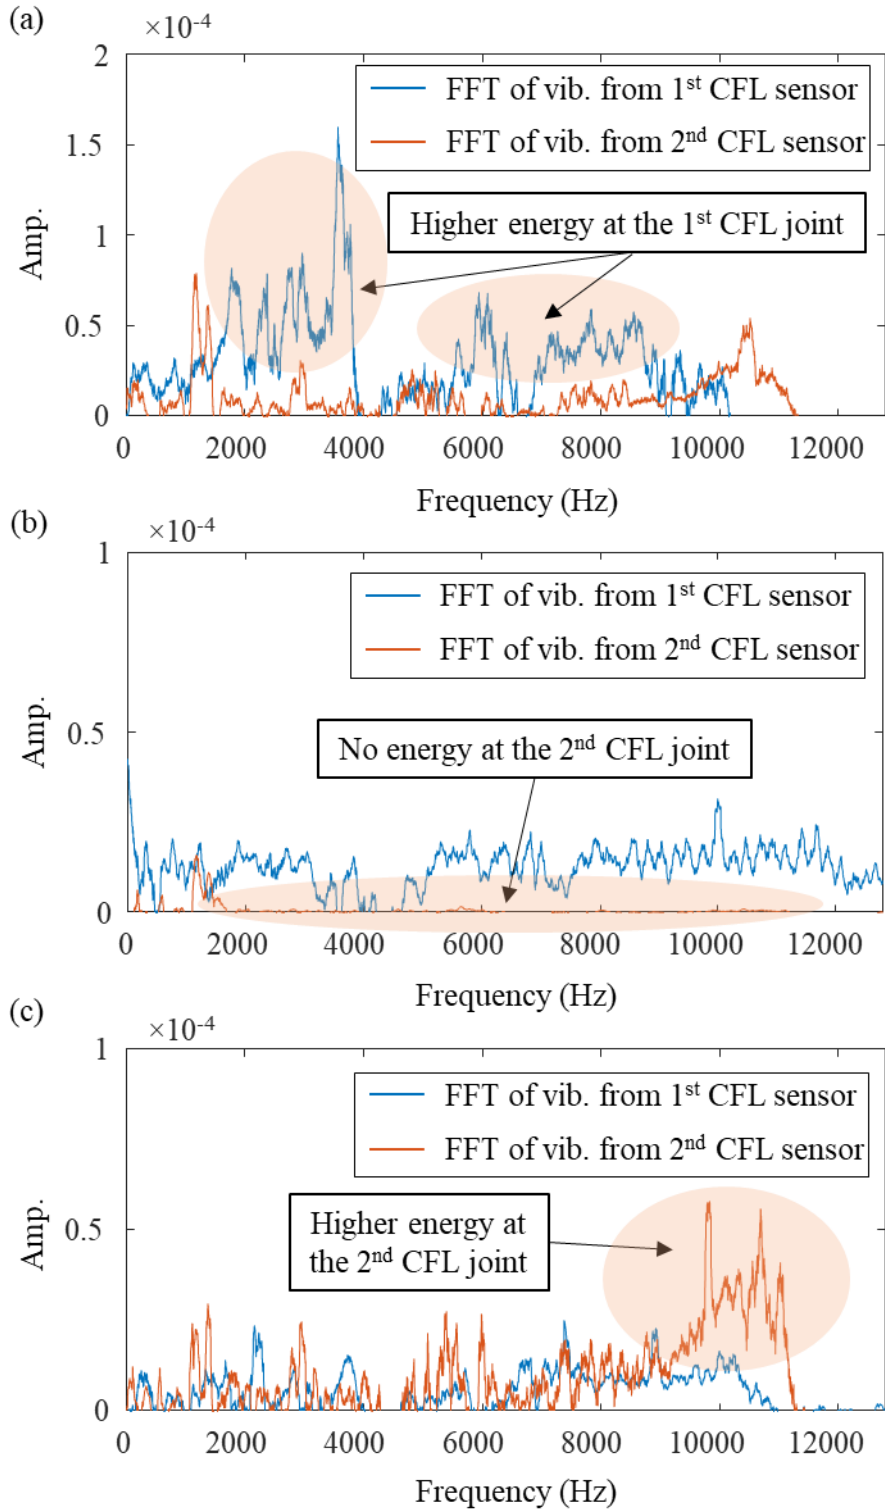 (a)
×10⁻⁴
2
FFT of vib. from 1ˢᵗ CFL sensor
FFT of vib. from 2ⁿᵈ CFL sensor
1.5
Higher energy at the 1ˢᵗ CFL joint
1
Amp.
0.5
0
0 2000 4000 6000 8000 10000 12000
Frequency (Hz)
(b)
×10⁻⁴
1
FFT of vib. from 1ˢᵗ CFL sensor
FFT of vib. from 2ⁿᵈ CFL sensor
0.5
Amp.
No energy at the 2ⁿᵈ CFL joint
0
0 2000 4000 6000 8000 10000 12000
Frequency (Hz)
(c)
×10⁻⁴
1
FFT of vib. from 1ˢᵗ CFL sensor
FFT of vib. from 2ⁿᵈ CFL sensor
Higher energy at
the 2ⁿᵈ CFL joint
0.5
Amp.
0
0 2000 4000 6000 8000 10000 12000
Frequency (Hz)